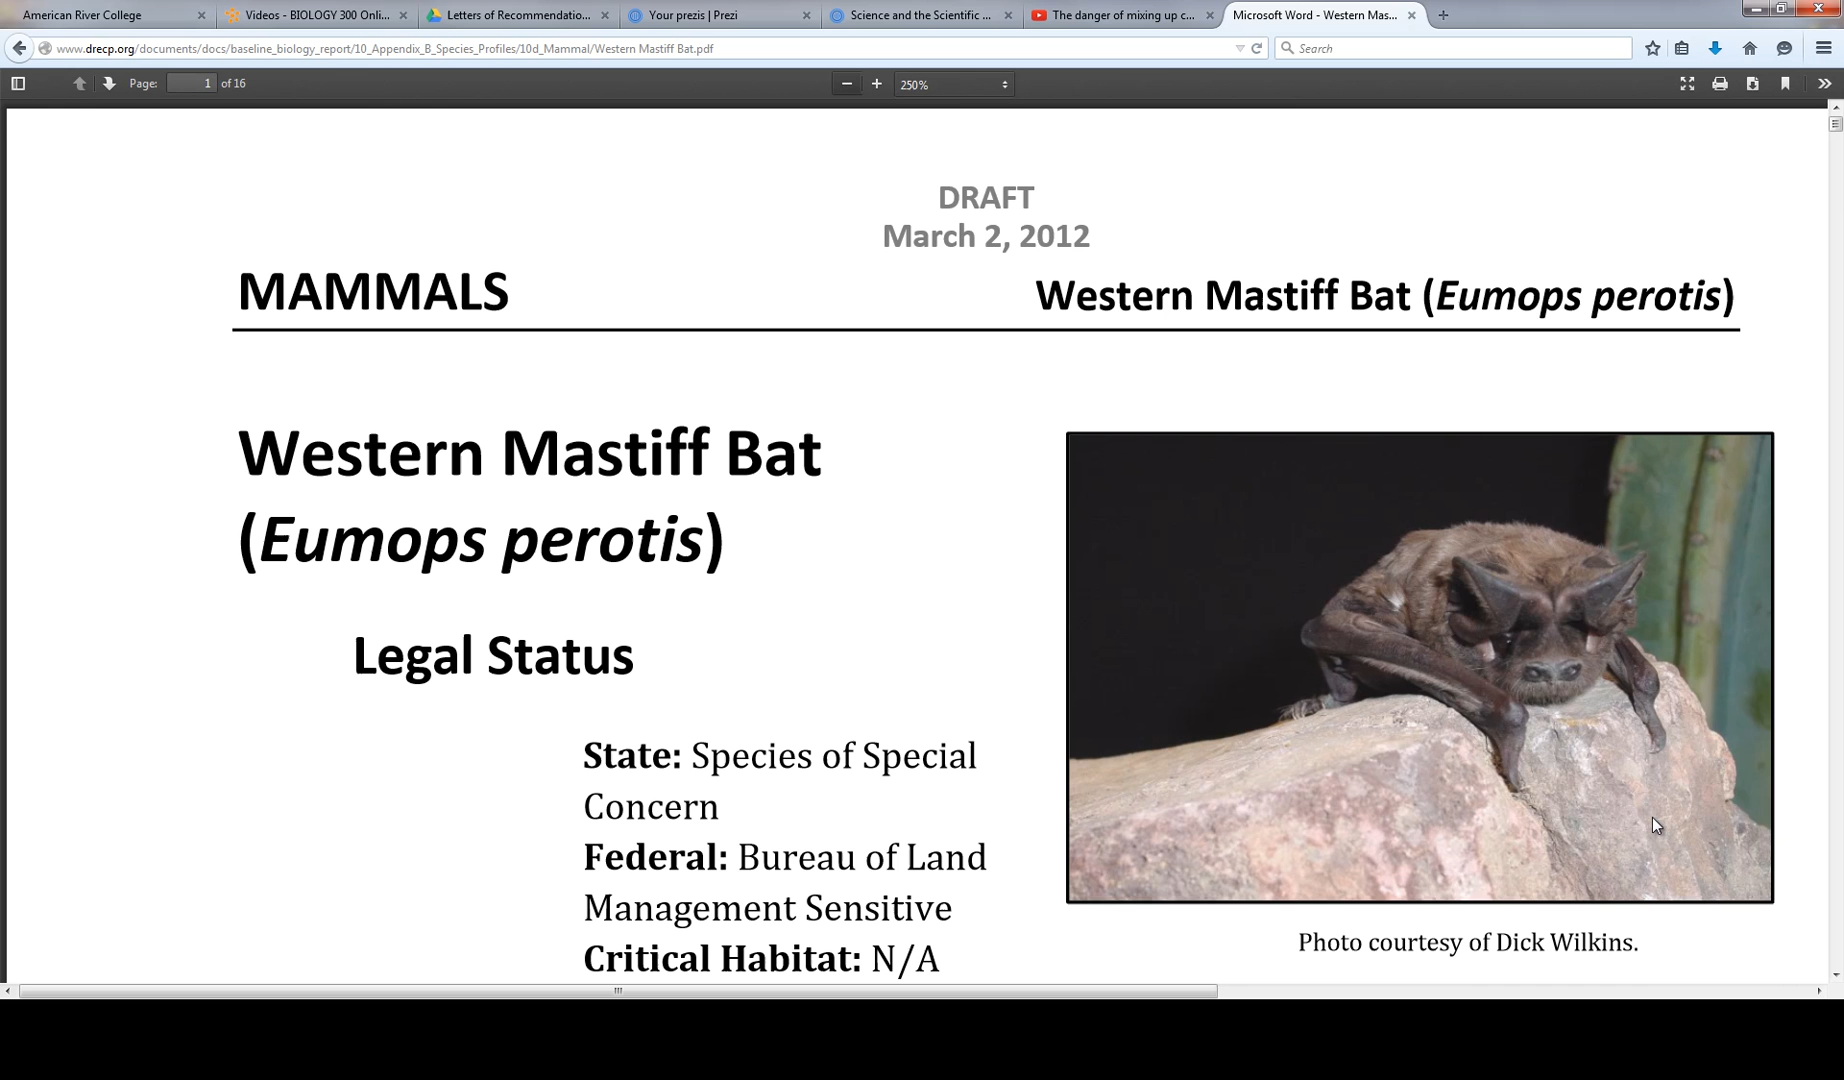 American River College
Videos - BIOLOGY 300 Onli...
Letters of Recommendatio...
Your prezis | Prezi
Science and the Scientific ...
The danger of mixing up c...
Microsoft Word - Western Mas...
www.drecp.org/documents/docs/baseline_biology_report/10_Appendix_B_Species_Profiles/10d_Mammal/Western Mastiff Bat.pdf
Search
Page: 1 of 16
250%
DRAFT
March 2, 2012
MAMMALS
Western Mastiff Bat (Eumops perotis)
Western Mastiff Bat
(Eumops perotis)
Legal Status
State: Species of Special
Concern
Federal: Bureau of Land
Management Sensitive
Critical Habitat: N/A
Photo courtesy of Dick Wilkins.